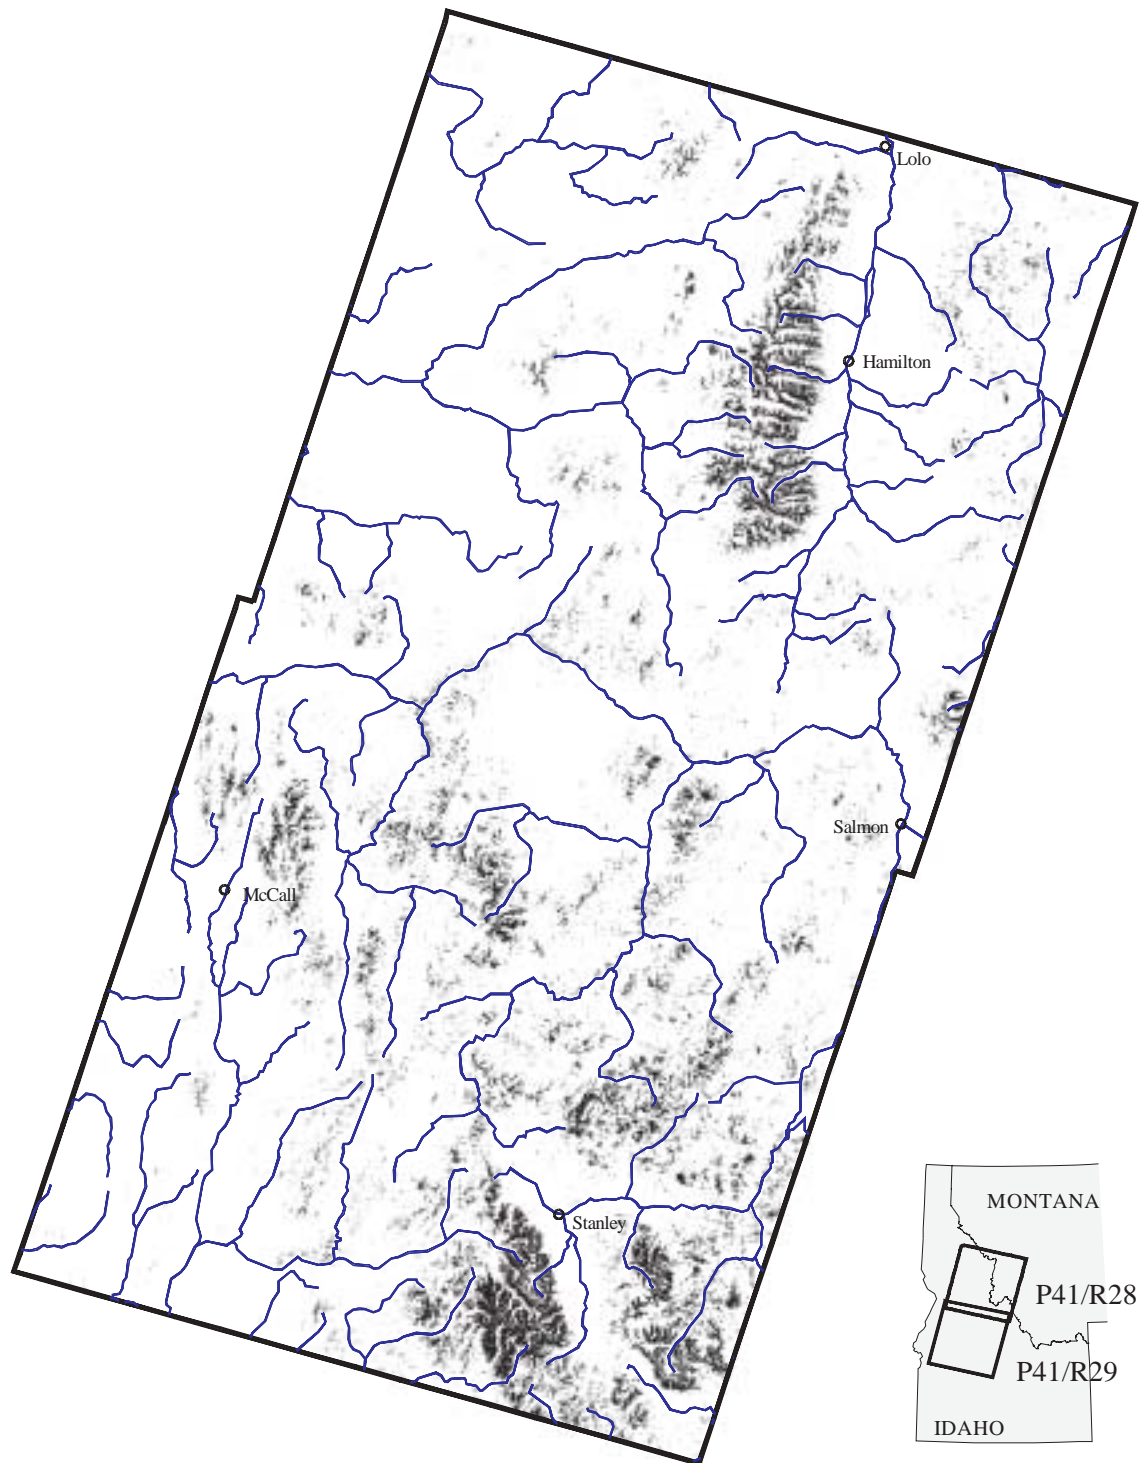 Lolo
Hamilton
Salmon
McCall
Stanley
MONTANA
P41/R28
P41/R29
IDAHO